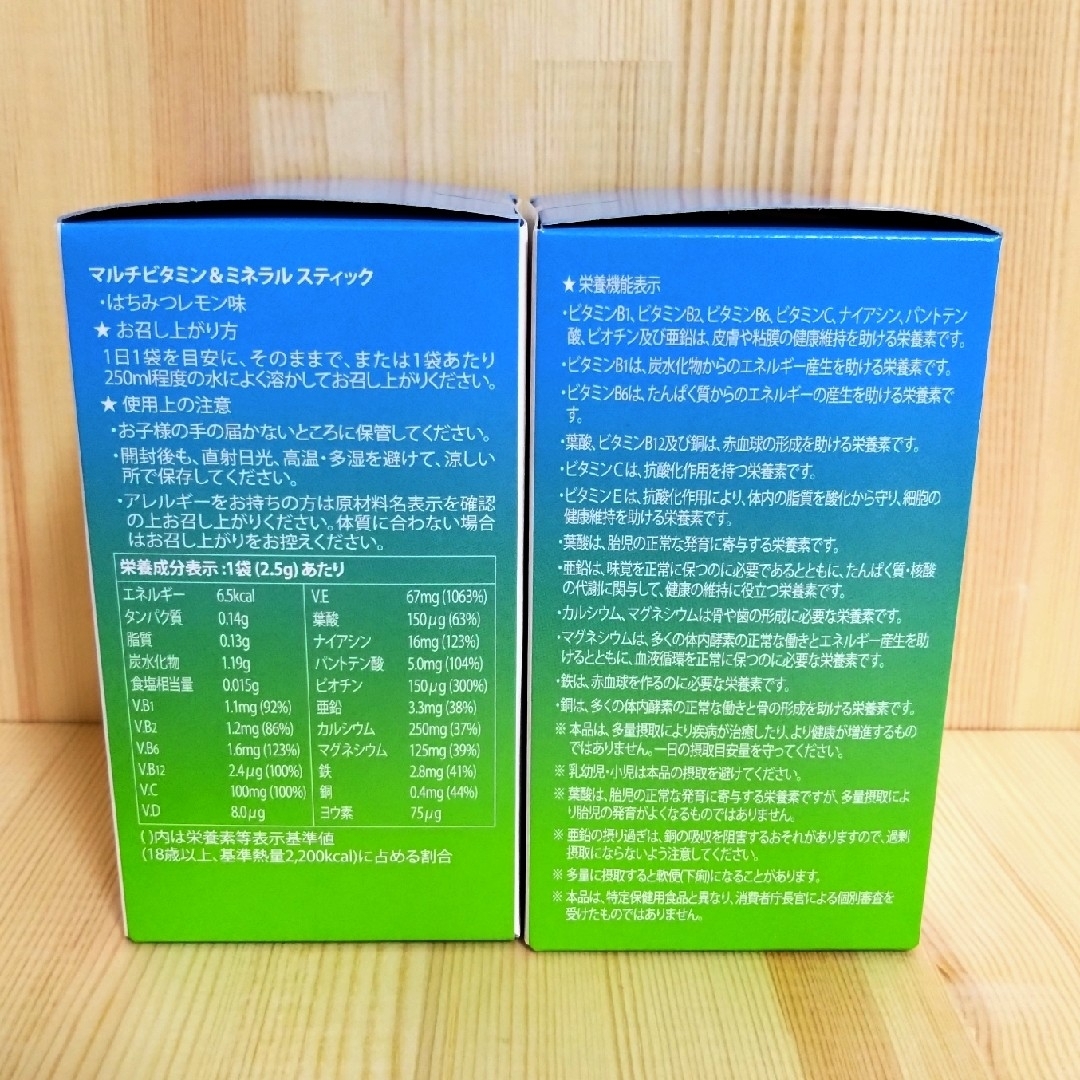 マルチビタミン&ミネラル スティック
・はちみつレモン味
★ お召し上がり方
1日1袋を目安に、そのままで、または1袋あたり
250ml程度の水によく溶かしてお召し上がりください。
★ 使用上の注意
・お子様の手の届かないところに保管してください。
・開封後も、直射日光、高温・多湿を避けて、涼しい
所で保存してください。
・アレルギーをお持ちの方は原材料名表示を確認
の上お召し上がりください。体質に合わない場合
はお召し上がりをお控えください。
栄養成分表示 :1袋 (2.5g) あたり
エネルギー 6.5kcal
タンパク質 0.14g
脂質 0.13g
炭水化物 1.19g
食塩相当量 0.015g
V.B1 1.1mg (92%)
V.B2 1.2mg (86%)
V.B6 1.6mg (123%)
V.B12 2.4μg (100%)
V.C 100mg (100%)
V.D 8.0μg
V.E 67mg (1063%)
葉酸 150μg (63%)
ナイアシン 16mg (123%)
パントテン酸 5.0mg (104%)
ビオチン 150μg (300%)
亜鉛 3.3mg (38%)
カルシウム 250mg (37%)
マグネシウム 125mg (39%)
鉄 2.8mg (41%)
銅 0.4mg (44%)
ヨウ素 75μg
( )内は栄養素等表示基準値
(18歳以上、基準熱量2,200kcal)に占める割合
★ 栄養機能表示
・ビタミンB1、ビタミンB2、ビタミンB6、ビタミンC、ナイアシン、パントテン
酸、ビオチン及び亜鉛は、皮膚や粘膜の健康維持を助ける栄養素です。
・ビタミンB1は、炭水化物からのエネルギー産生を助ける栄養素です。
・ビタミンB6は、たんぱく質からのエネルギーの産生を助ける栄養素で
す。
・葉酸、ビタミンB12及び銅は、赤血球の形成を助ける栄養素です。
・ビタミンCは、抗酸化作用を持つ栄養素です。
・ビタミンEは、抗酸化作用により、体内の脂質を酸化から守り、細胞の
健康維持を助ける栄養素です。
・葉酸は、胎児の正常な発育に寄与する栄養素です。
・亜鉛は、味覚を正常に保つのに必要であるとともに、たんぱく質・核酸
の代謝に関与して、健康の維持に役立つ栄養素です。
・カルシウム、マグネシウムは骨や歯の形成に必要な栄養素です。
・マグネシウムは、多くの体内酵素の正常な働きとエネルギー産生を助
けるとともに、血液循環を正常に保つのに必要な栄養素です。
・鉄は、赤血球を作るのに必要な栄養素です。
・銅は、多くの体内酵素の正常な働きと骨の形成を助ける栄養素です。
※ 本品は、多量摂取により疾病が治癒したり、より健康が増進するもの
ではありません。一日の摂取目安量を守ってください。
※ 乳幼児・小児は本品の摂取を避けてください。
※ 葉酸は、胎児の正常な発育に寄与する栄養素ですが、多量摂取によ
り胎児の発育がよくなるものではありません。
※ 亜鉛の摂り過ぎは、銅の吸収を阻害するおそれがありますので、過剰
摂取にならないよう注意してください。
※ 多量に摂取すると軟便(下痢)になることがあります。
※ 本品は、特定保健用食品と異なり、消費者庁長官による個別審査を
受けたものではありません。